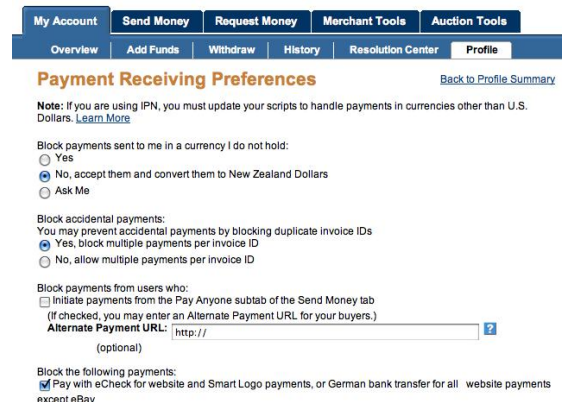 My Account Send Money Request Money Merchant Tools Auction Tools
Overview Add Funds Withdraw History Resolution Center Profile
Payment Receiving Preferences Back to Profile Summary
Note: If you are using IPN, you must update your scripts to handle payments in currencies other than U.S.
Dollars. Learn More
Block payments sent to me in a currency I do not hold:
Yes
No, accept them and convert them to New Zealand Dollars
Ask Me
Block accidental payments:
You may prevent accidental payments by blocking duplicate invoice IDs
Yes, block multiple payments per invoice ID
No, allow multiple payments per invoice ID
Block payments from users who:
Initiate payments from the Pay Anyone subtab of the Send Money tab
(If checked, you may enter an Alternate Payment URL for your buyers.)
Alternate Payment URL: http:// ?
(optional)
Block the following payments:
Pay with eCheck for website and Smart Logo payments, or German bank transfer for all website payments
except eBay